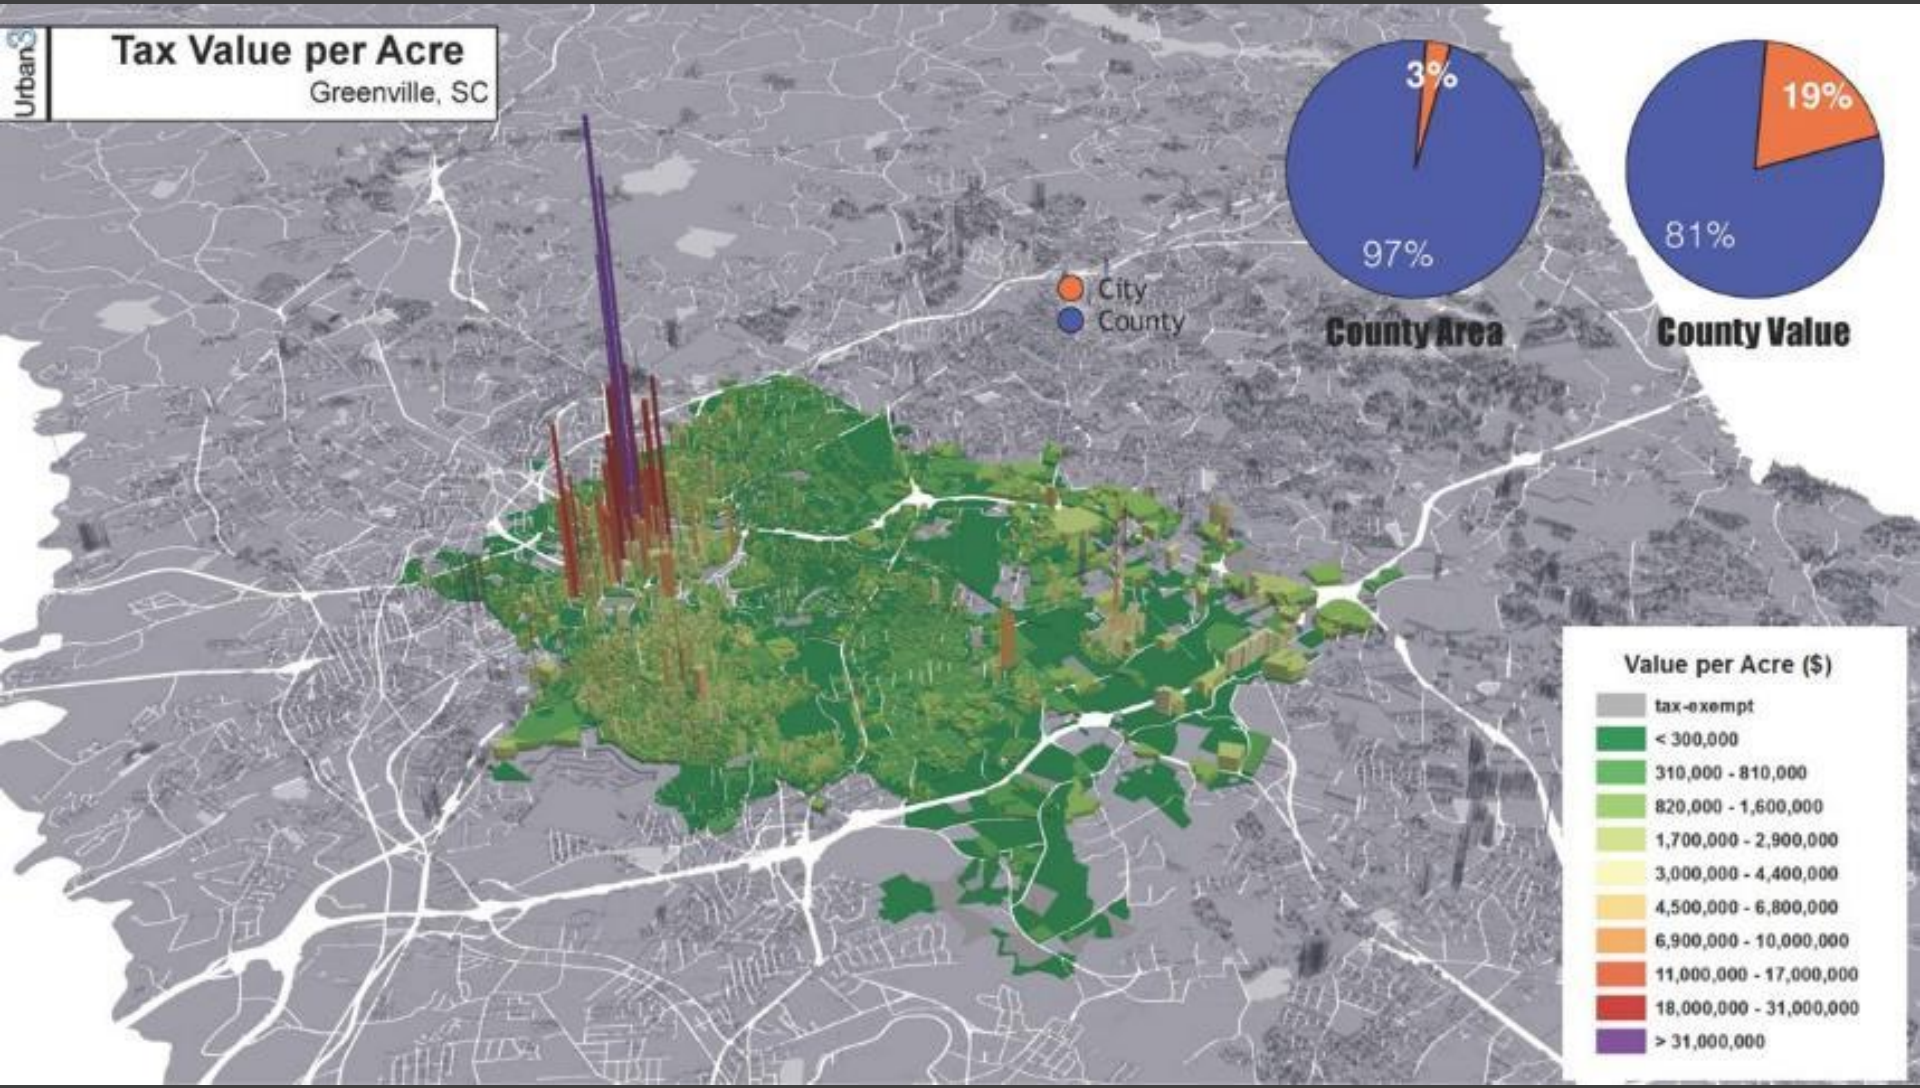 Urban3
Tax Value per Acre
Greenville, SC
3%
97%
County Area
19%
81%
County Value
City
County
Value per Acre ($)
tax-exempt
< 300,000
310,000 - 810,000
820,000 - 1,600,000
1,700,000 - 2,900,000
3,000,000 - 4,400,000
4,500,000 - 6,800,000
6,900,000 - 10,000,000
11,000,000 - 17,000,000
18,000,000 - 31,000,000
> 31,000,000